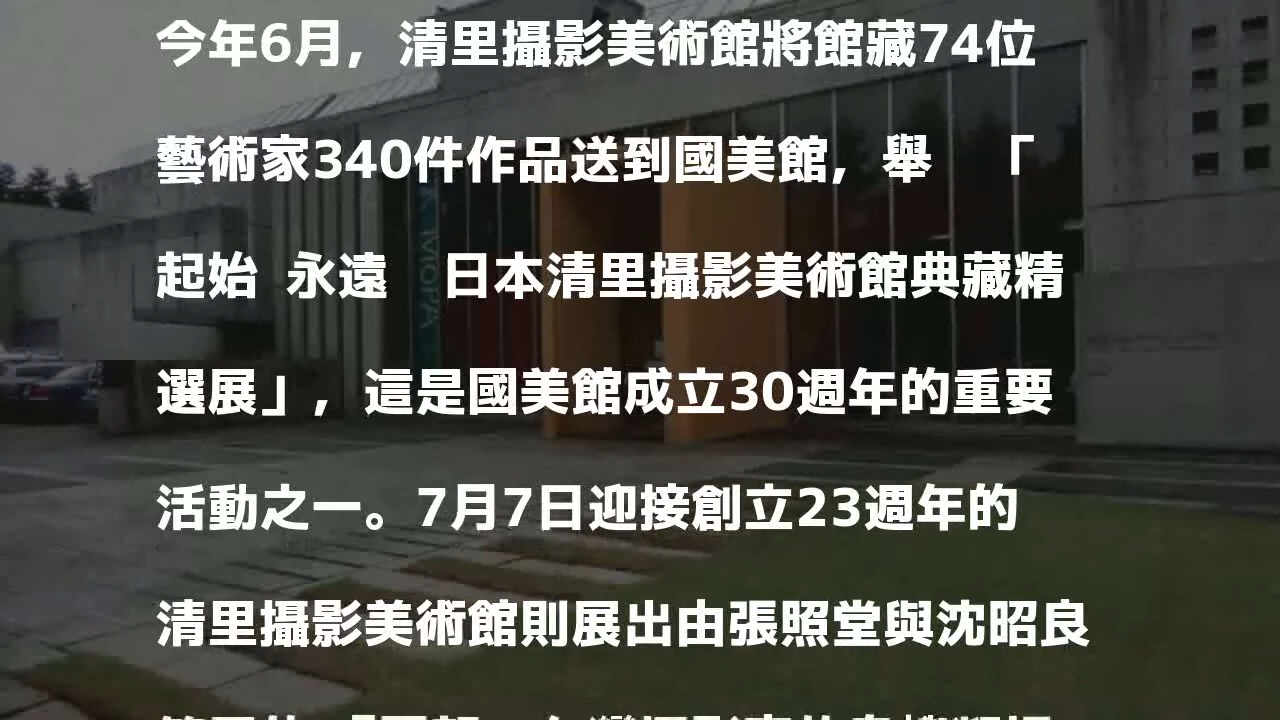 今年6月，清里攝影美術館將館藏74位
藝術家340件作品送到國美館，舉 「
起始 永遠 日本清里攝影美術館典藏精
選展」，這是國美館成立30週年的重要
活動之一。7月7日迎接創立23週年的
清里攝影美術館則展出由張照堂與沈昭良
K*MOPA